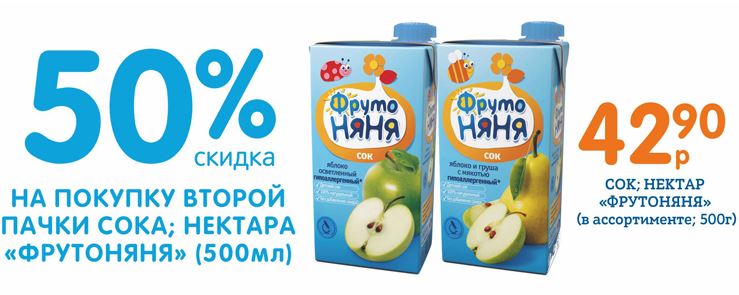 50%
скидка
НА ПОКУПКУ ВТОРОЙ
ПАЧКИ СОКА; НЕКТАРА
«ФРУТОНЯНЯ» (500мл)
Фруто
НЯНЯ
сок
яблоко
осветленный
гипоаллергенный*
Фруто
НЯНЯ
сок
яблоко и груша
с мякотью
гипоаллергенный*
42 90
р
СОК; НЕКТАР
«ФРУТОНЯНЯ»
(в ассортименте; 500г)